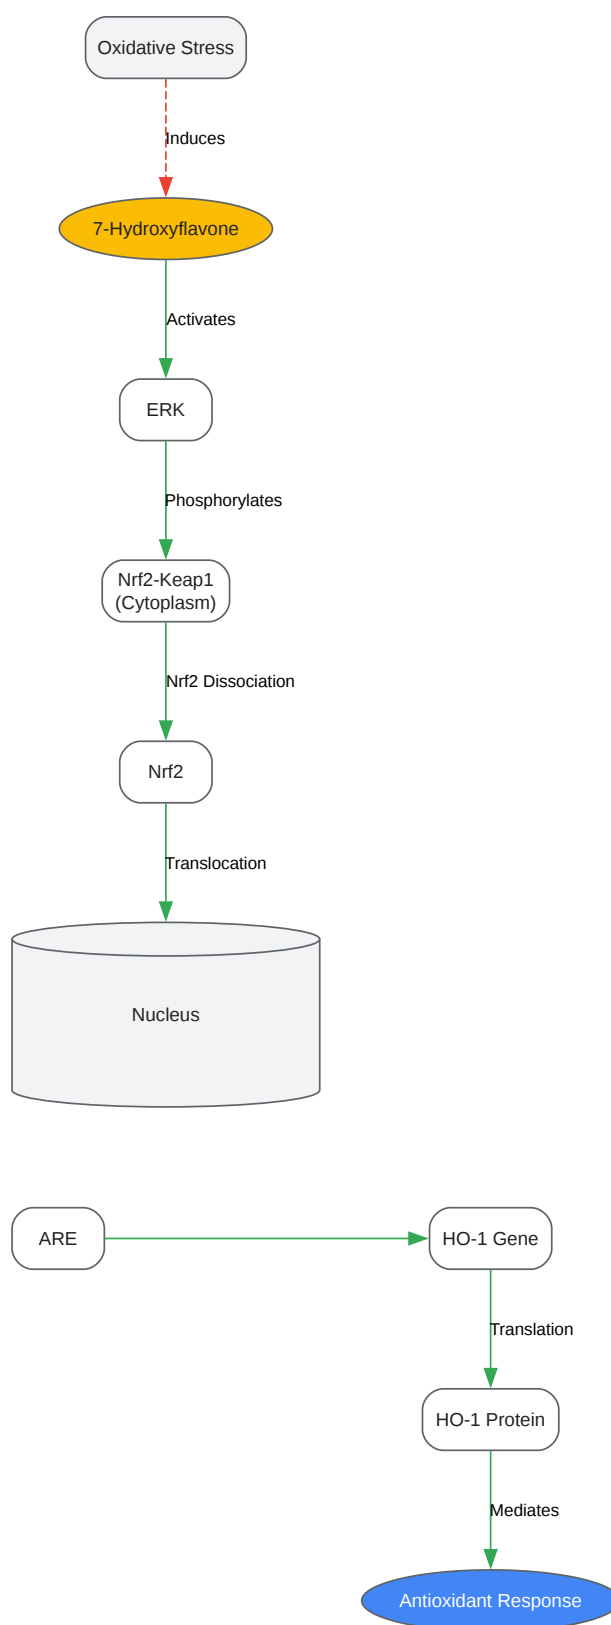 Oxidative Stress
Induces
7-Hydroxyflavone
Activates
ERK
Phosphorylates
Nrf2-Keap1
(Cytoplasm)
Nrf2 Dissociation
Nrf2
Translocation
Nucleus
ARE
HO-1 Gene
Translation
HO-1 Protein
Mediates
Antioxidant Response